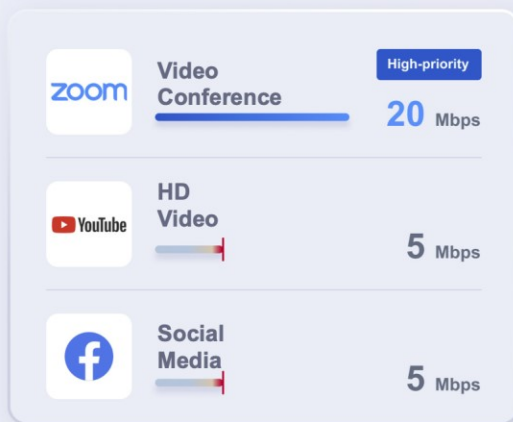 zoom
Video
Conference
High-priority
20 Mbps
YouTube
HD
Video
5 Mbps
f
Social
Media
5 Mbps